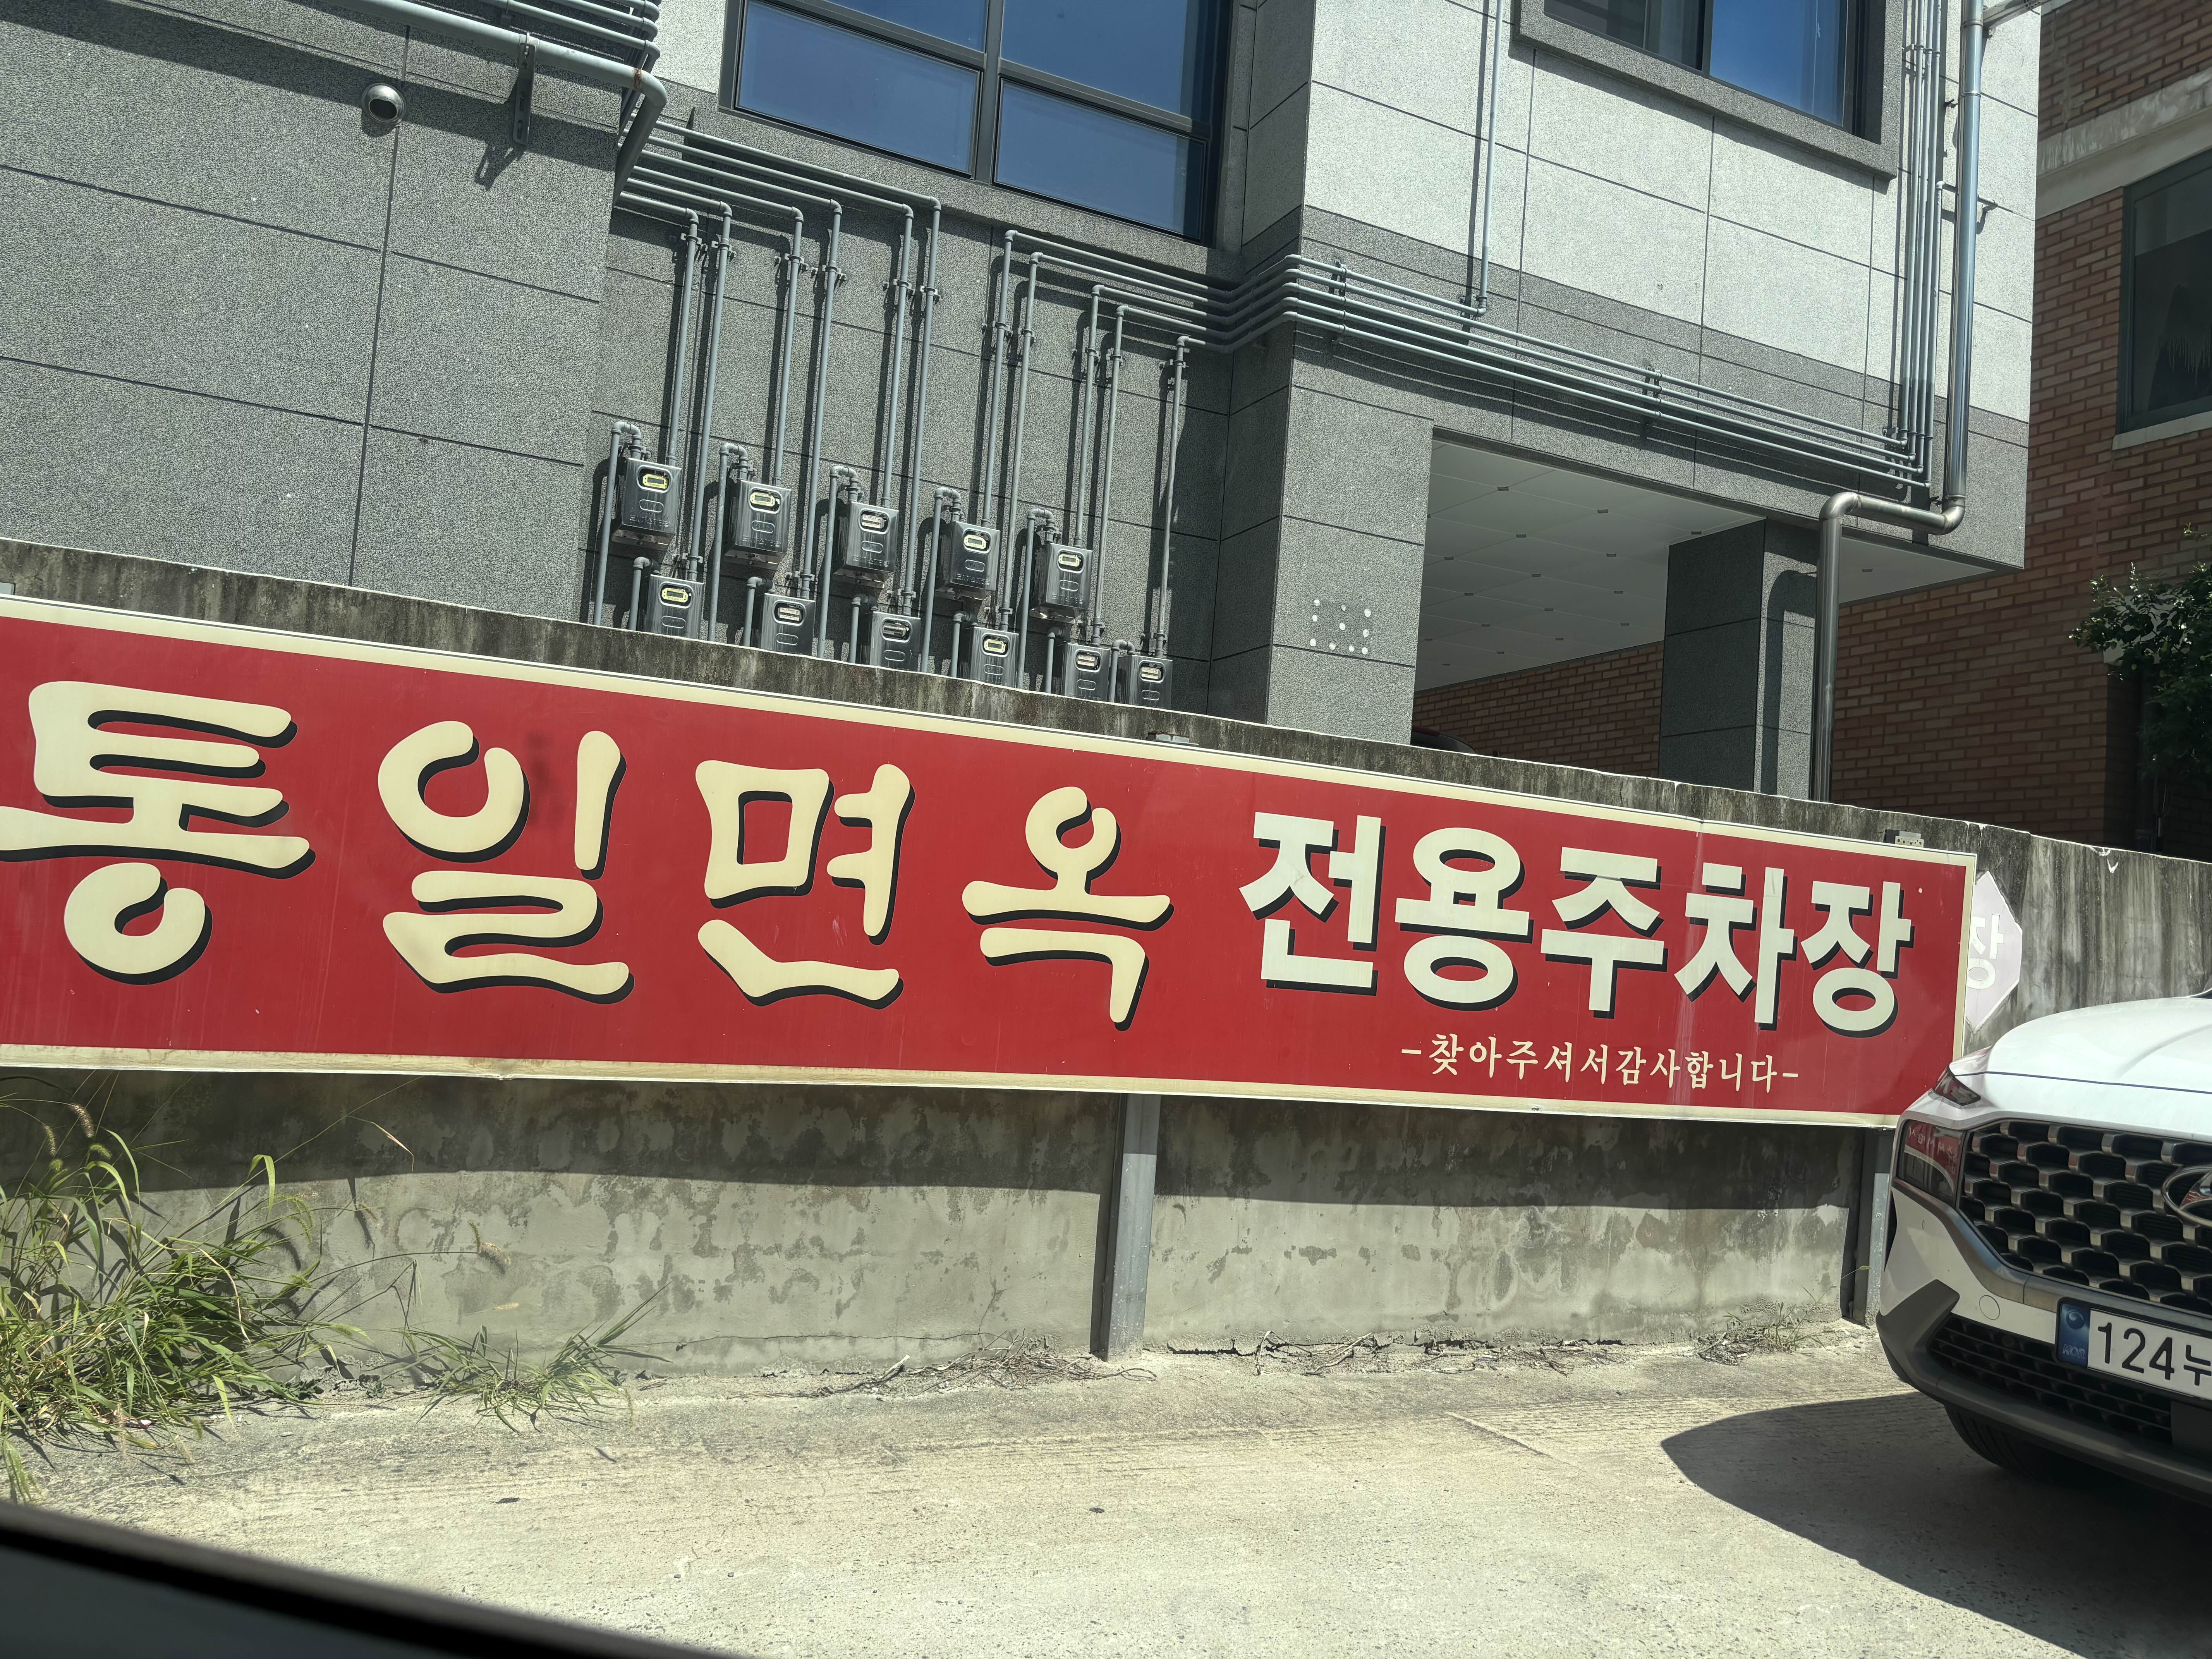 통일면옥 전용주차장
-찾아주셔서감사합니다-
장
124누